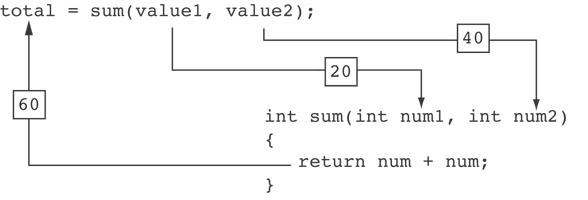 total = sum(value1, value2);
40
20
60
int sum(int num1, int num2)
{
return num + num;
}